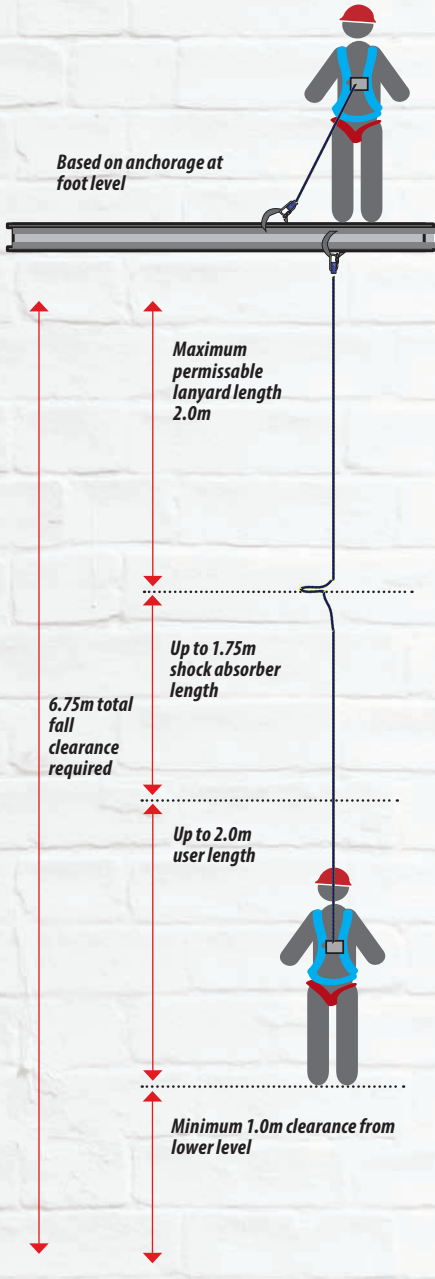 Based on anchorage at
foot level
Maximum
permissable
lanyard length
2.0m
Up to 1.75m
shock absorber
length
6.75m total
fall
clearance
required
Up to 2.0m
user length
Minimum 1.0m clearance from
lower level